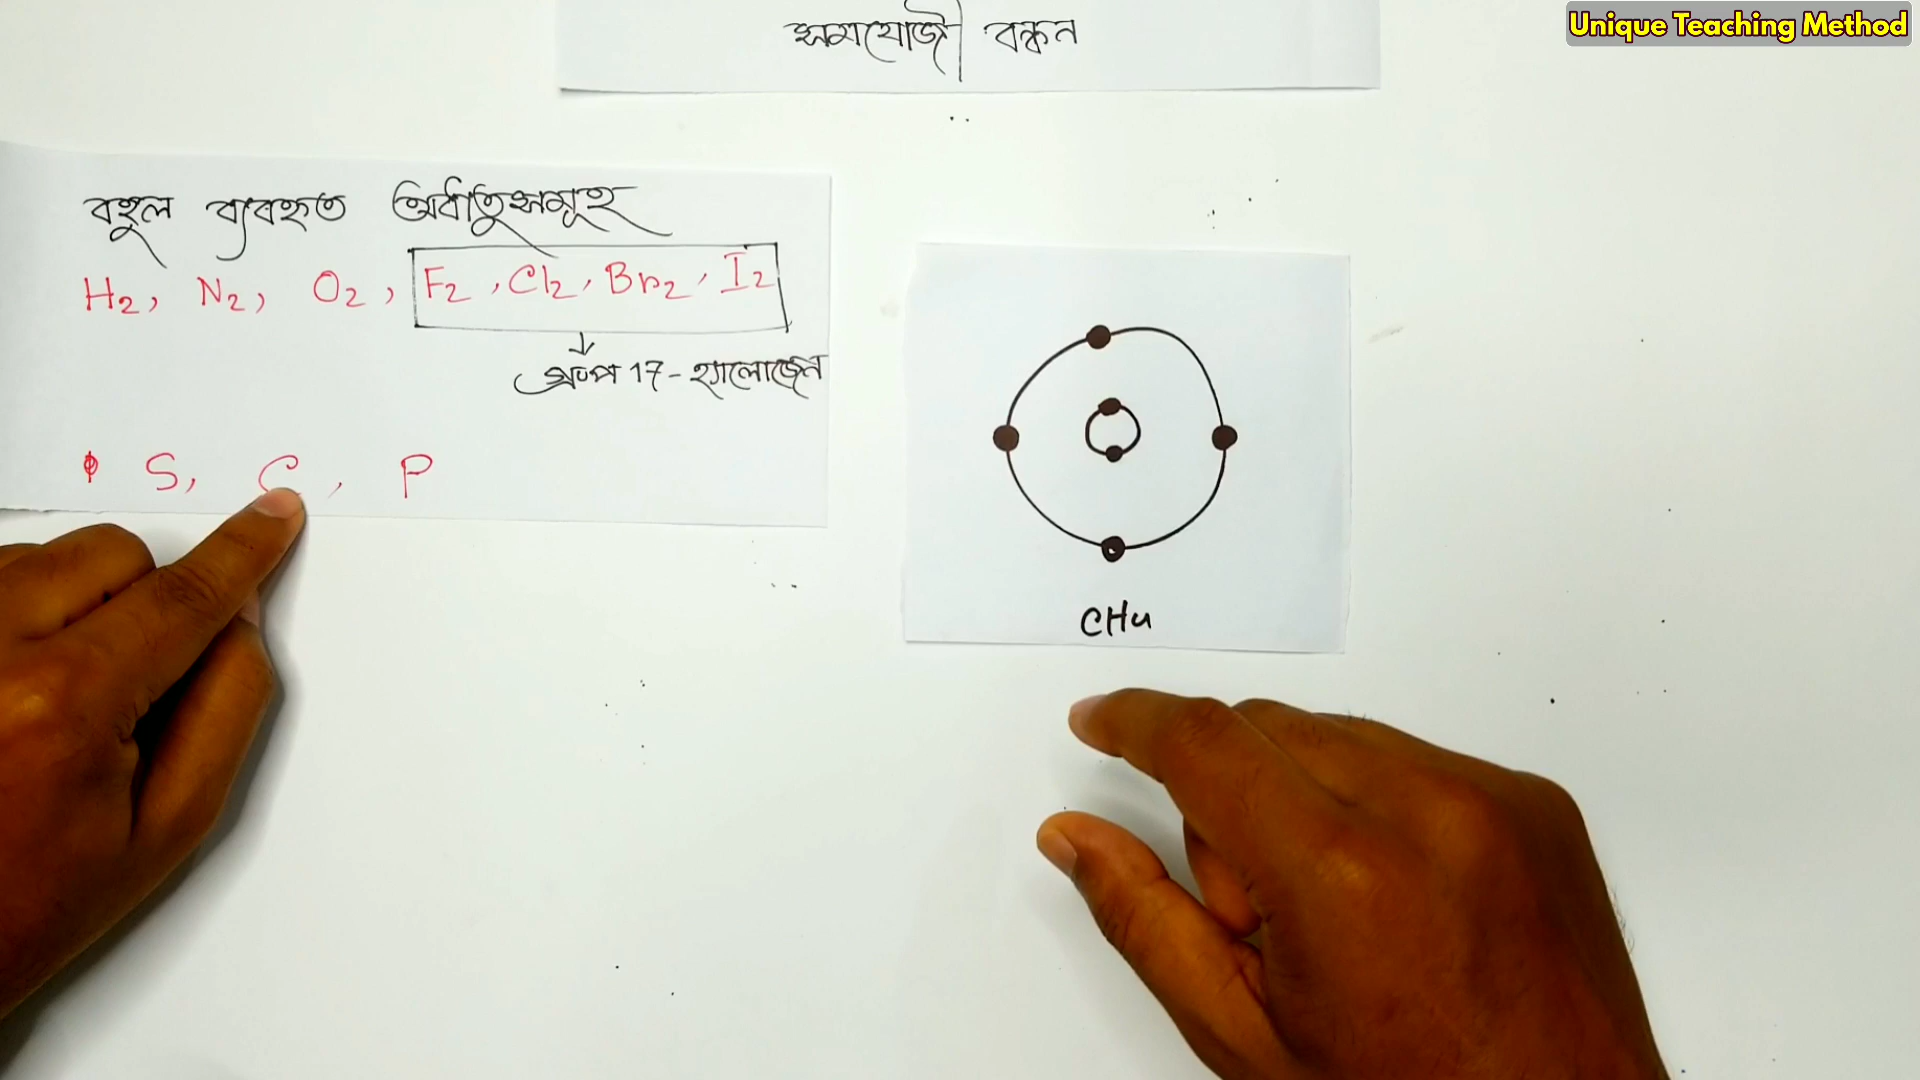 Unique Teaching Method
সমযোজী বন্ধন
বহুল ব্যবহৃত অধাতুসমূহ
H₂, N₂, O₂, F₂, Cl₂, Br₂, I₂
গ্রুপ 17 - হ্যালোজেন
S, C, P
CH₄